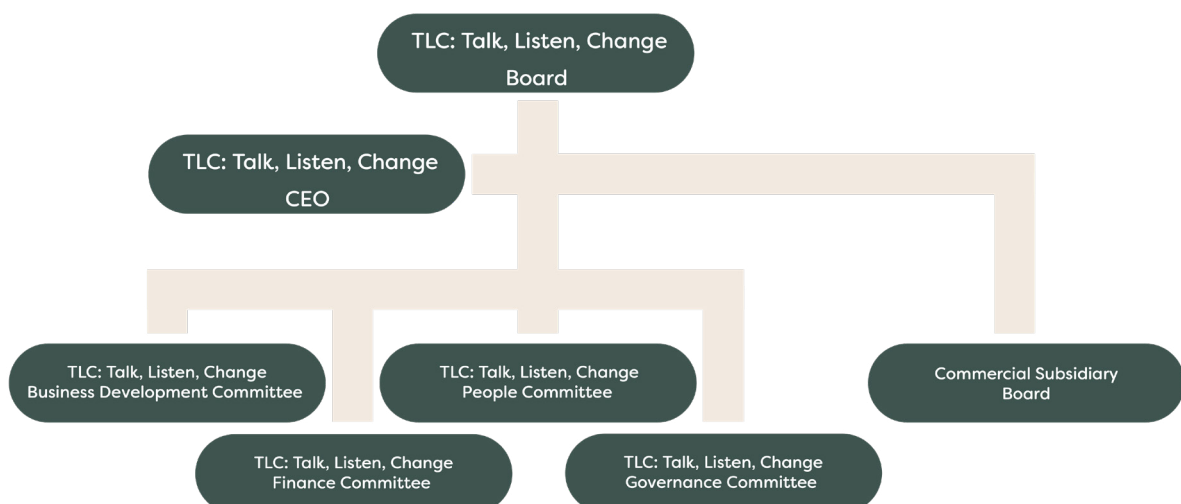 TLC: Talk, Listen, Change
Board
TLC: Talk, Listen, Change
CEO
TLC: Talk, Listen, Change
Business Development Committee
TLC: Talk, Listen, Change
People Committee
Commercial Subsidiary
Board
TLC: Talk, Listen, Change
Finance Committee
TLC: Talk, Listen, Change
Governance Committee